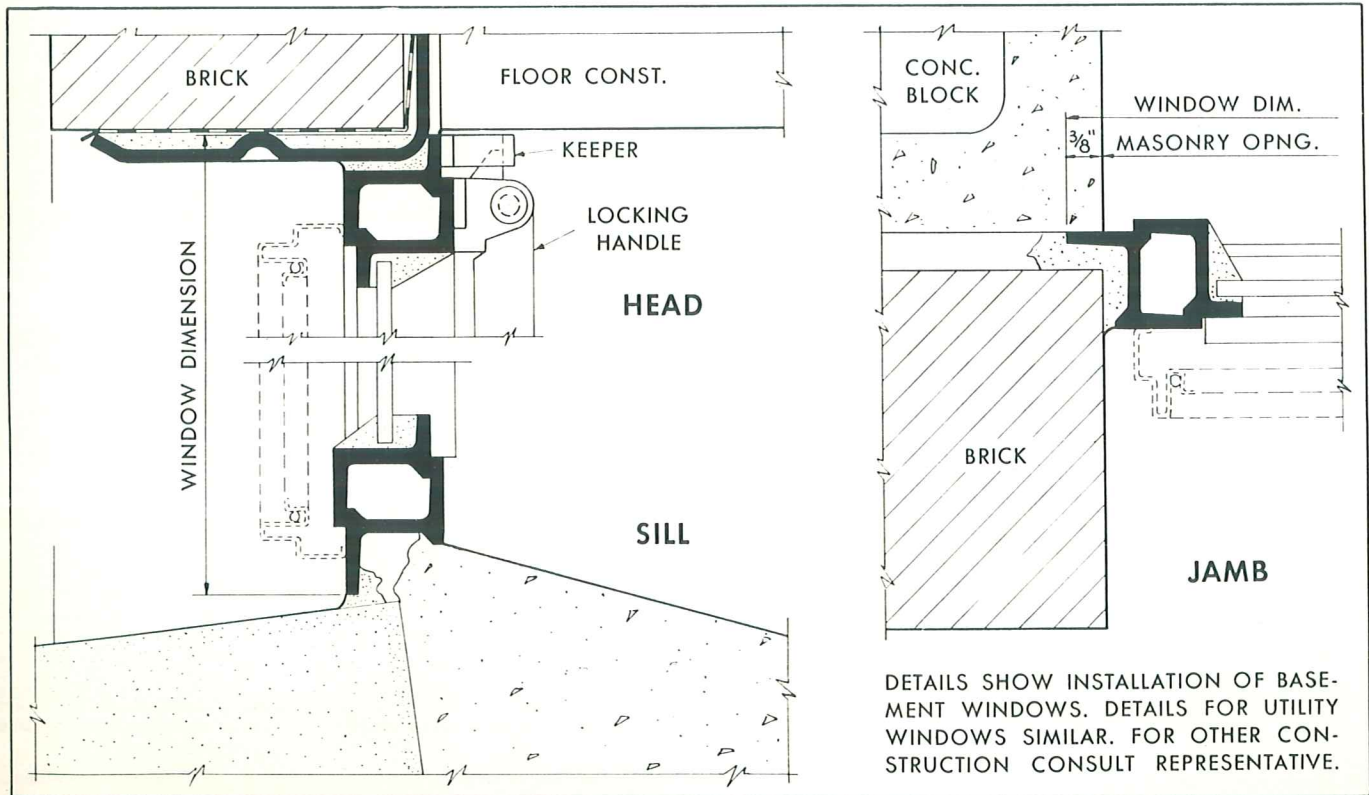 BRICK
FLOOR CONST.
KEEPER
LOCKING
HANDLE
WINDOW DIMENSION
HEAD
SILL
CONC.
BLOCK
WINDOW DIM.
3/8"
MASONRY OPNG.
BRICK
JAMB
DETAILS SHOW INSTALLATION OF BASE-
MENT WINDOWS. DETAILS FOR UTILITY
WINDOWS SIMILAR. FOR OTHER CON-
STRUCTION CONSULT REPRESENTATIVE.